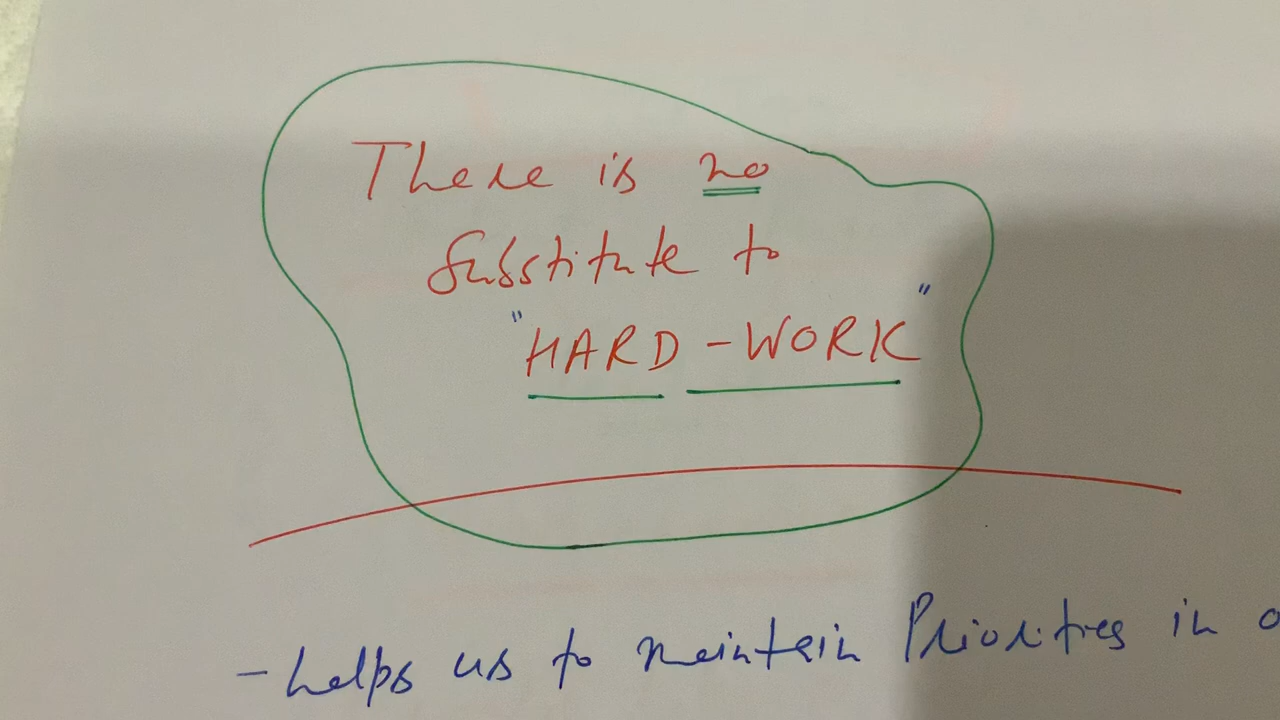 There is no
Substitute to
"HARD-WORK"
- helps us to maintain Priorities in